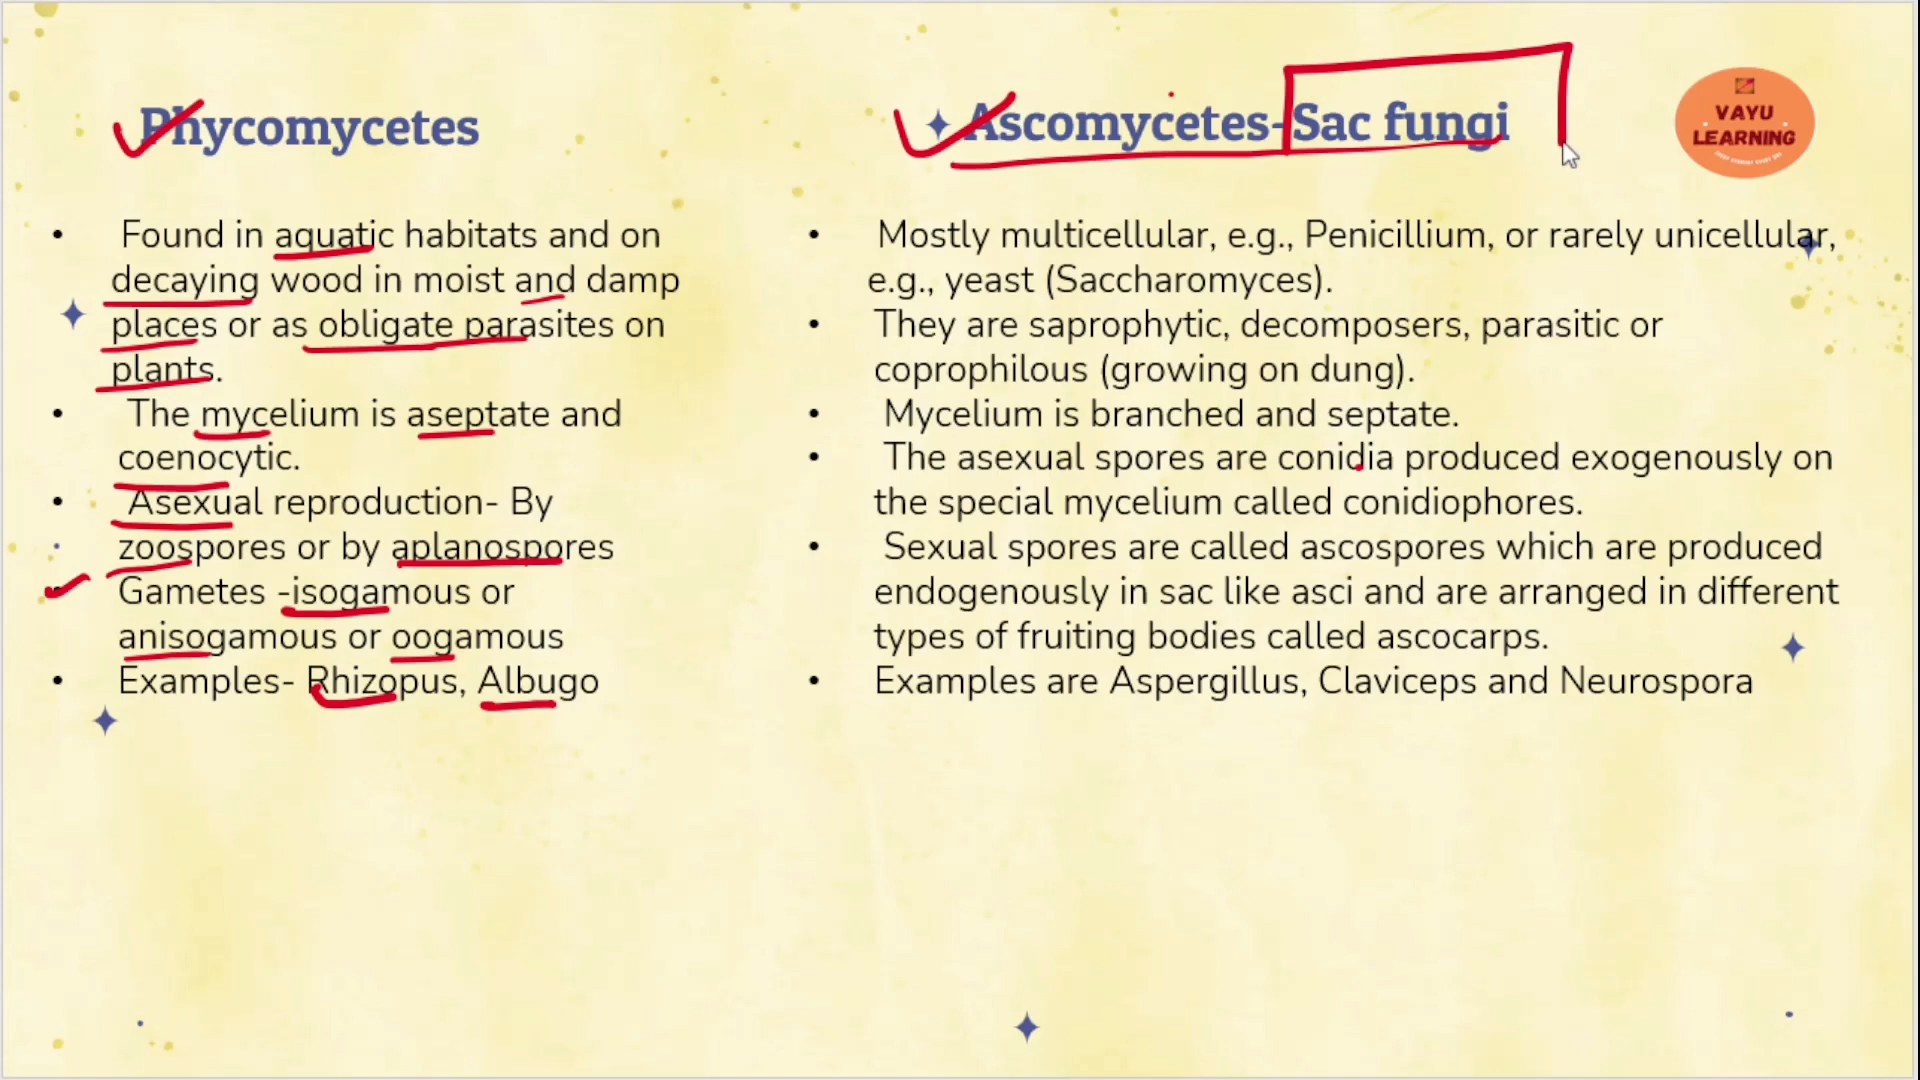 Phycomycetes
Found in aquatic habitats and on
decaying wood in moist and damp
places or as obligate parasites on
plants.
The mycelium is aseptate and
coenocytic.
Asexual reproduction- By
zoospores or by aplanospores
Gametes -isogamous or
anisogamous or oogamous
Examples- Rhizopus, Albugo
Ascomycetes-Sac fungi
Mostly multicellular, e.g., Penicillium, or rarely unicellular,
e.g., yeast (Saccharomyces).
They are saprophytic, decomposers, parasitic or
coprophilous (growing on dung).
Mycelium is branched and septate.
The asexual spores are conidia produced exogenously on
the special mycelium called conidiophores.
Sexual spores are called ascospores which are produced
endogenously in sac like asci and are arranged in different
types of fruiting bodies called ascocarps.
Examples are Aspergillus, Claviceps and Neurospora
VAYU
LEARNING